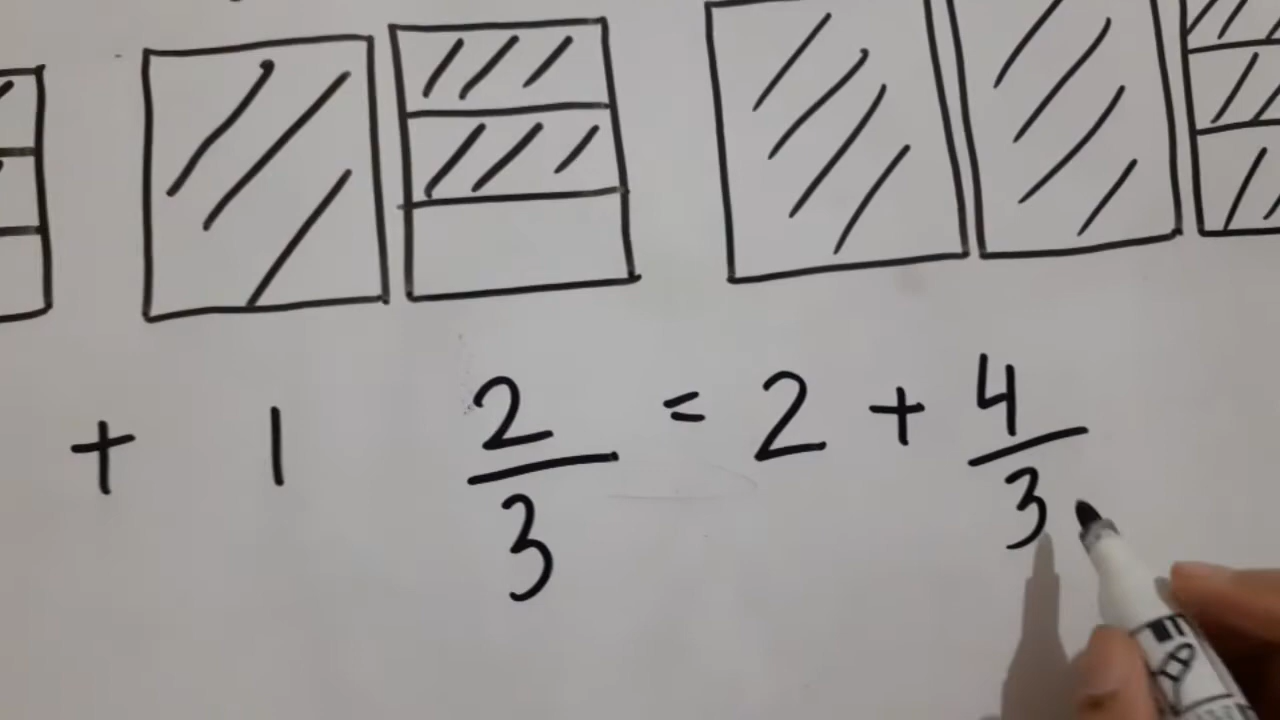 + 1 2/3 = 2 + 4/3